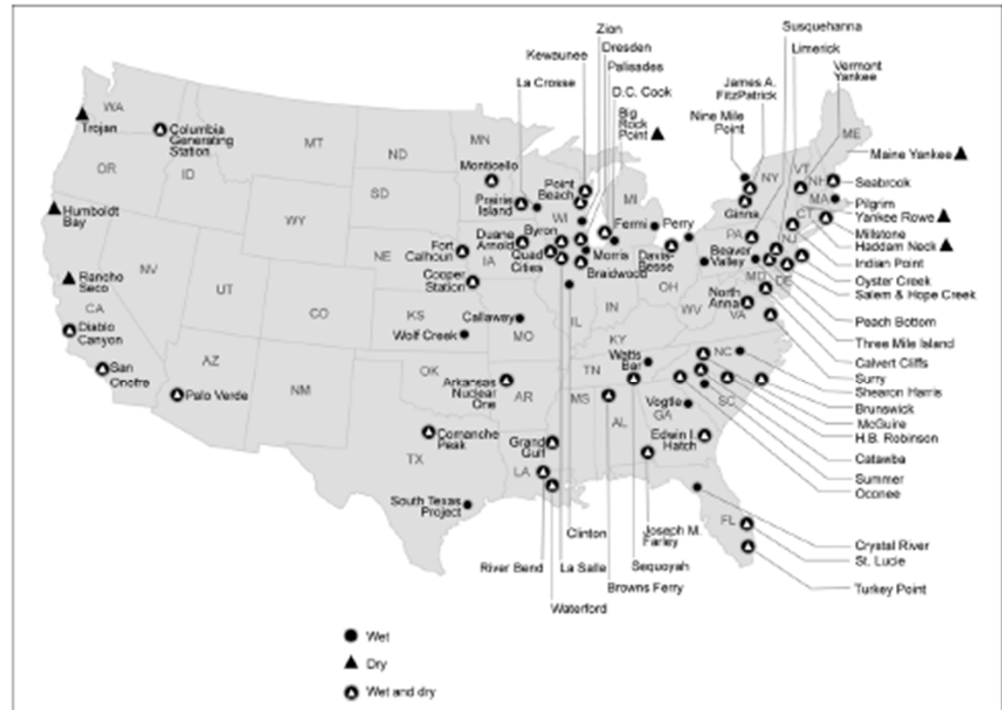 Susquehanna
Zion
Limerick
Dresden
Kewaunee
Vermont
Yankee
Palisades
James A.
FitzPatrick
La Crosse
D.C. Cook
Big
Rock
Point
Nine Mile
Point
WA
Trojan
Columbia
Generating
Station
MT
ND
MN
ME
Maine Yankee
OR
ID
Monticello
NY
VT
NH
Seabrook
SD
Prairie
Island
Point
Beach
WI
MI
MA
Pilgrim
Humboldt
Bay
WY
Fermi
Perry
Ginna
CT
Yankee Rowe
Millstone
Duane
Arnold
Byron
PA
NJ
Haddam Neck
Fort
Calhoun
NE
IA
Quad
Cities
Morris
Braidwood
Davis-
Besse
Beaver
Valley
Indian Point
Rancho
Seco
NV
Cooper
Station
OH
MD
DE
Oyster Creek
Salem & Hope Creek
CA
UT
CO
KS
Callaway
IL
IN
WV
North
Anna
VA
Peach Bottom
Diablo
Canyon
Wolf Creek
MO
KY
Three Mile Island
Calvert Cliffs
San
Onofre
AZ
NM
OK
TN
Watts
Bar
NC
Surry
Shearon Harris
Palo Verde
Arkansas
Nuclear
One
AR
MS
AL
Vogtle
GA
SC
Brunswick
McGuire
H.B. Robinson
Comanche
Peak
TX
Grand
Gulf
Edwin I.
Hatch
Catawba
LA
Summer
Oconee
South Texas
Project
FL
Clinton
Joseph M.
Farley
Crystal River
St. Lucie
River Bend
La Salle
Sequoyah
Browns Ferry
Turkey Point
Waterford
Wet
Dry
Wet and dry